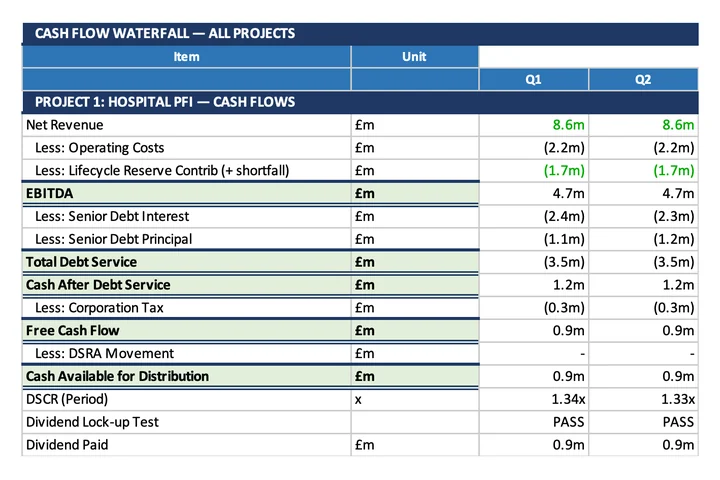 CASH FLOW WATERFALL — ALL PROJECTS
Item Unit
Q1 Q2
PROJECT 1: HOSPITAL PFI — CASH FLOWS
Net Revenue £m 8.6m 8.6m
Less: Operating Costs £m (2.2m) (2.2m)
Less: Lifecycle Reserve Contrib (+ shortfall) £m (1.7m) (1.7m)
EBITDA £m 4.7m 4.7m
Less: Senior Debt Interest £m (2.4m) (2.3m)
Less: Senior Debt Principal £m (1.1m) (1.2m)
Total Debt Service £m (3.5m) (3.5m)
Cash After Debt Service £m 1.2m 1.2m
Less: Corporation Tax £m (0.3m) (0.3m)
Free Cash Flow £m 0.9m 0.9m
Less: DSRA Movement £m - -
Cash Available for Distribution £m 0.9m 0.9m
DSCR (Period) x 1.34x 1.33x
Dividend Lock-up Test PASS PASS
Dividend Paid £m 0.9m 0.9m